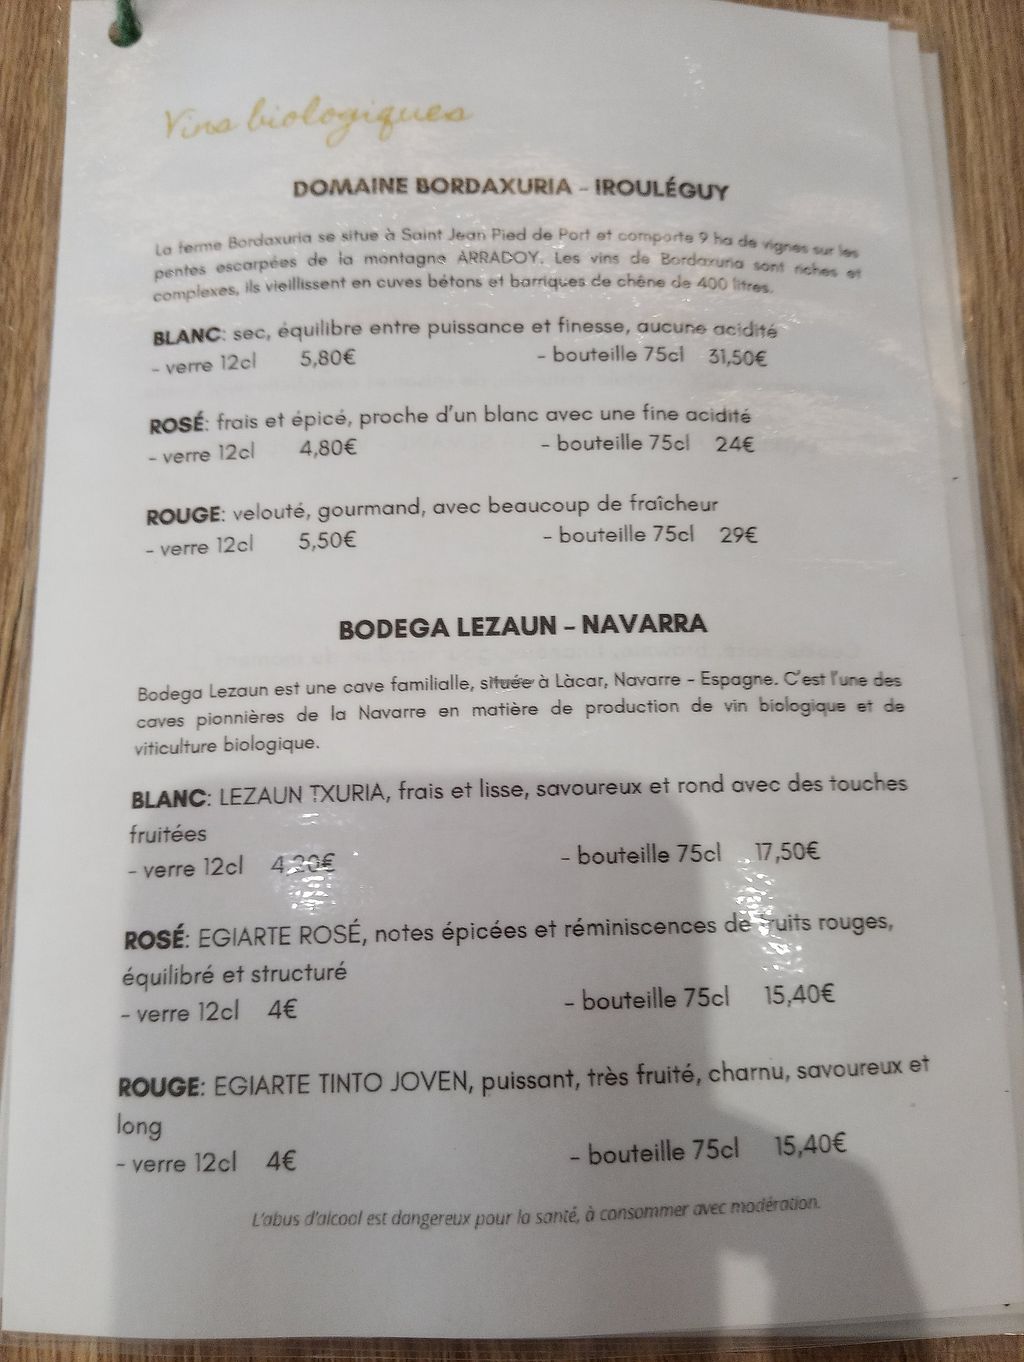 Vins biologiques
DOMAINE BORDAXURIA - IROULÉGUY
La ferme Bordaxuria se situe à Saint Jean Pied de Port et comporte 9 ha de vignes sur les
pentes escarpées de la montagne ARRADOY. Les vins de Bordaxuria sont riches et
complexes, ils vieillissent en cuves bétons et barriques de chêne de 400 litres.
BLANC: sec, équilibre entre puissance et finesse, aucune acidité
- verre 12cl 5,80€ - bouteille 75cl 31,50€
ROSÉ: frais et épicé, proche d'un blanc avec une fine acidité
- verre 12cl 4,80€ - bouteille 75cl 24€
ROUGE: velouté, gourmand, avec beaucoup de fraîcheur
- verre 12cl 5,50€ - bouteille 75cl 29€
BODEGA LEZAUN - NAVARRA
Bodega Lezaun est une cave familialle, située à Làcar, Navarre - Espagne. C'est l'une des
caves pionnières de la Navarre en matière de production de vin biologique et de
viticulture biologique.
BLANC: LEZAUN TXURIA, frais et lisse, savoureux et rond avec des touches
fruitées
- verre 12cl 4,20€ - bouteille 75cl 17,50€
ROSÉ: EGIARTE ROSÉ, notes épicées et réminiscences de fruits rouges,
équilibré et structuré
- verre 12cl 4€ - bouteille 75cl 15,40€
ROUGE: EGIARTE TINTO JOVEN, puissant, très fruité, charnu, savoureux et
long
- verre 12cl 4€ - bouteille 75cl 15,40€
L'abus d'alcool est dangereux pour la santé, à consommer avec modération.